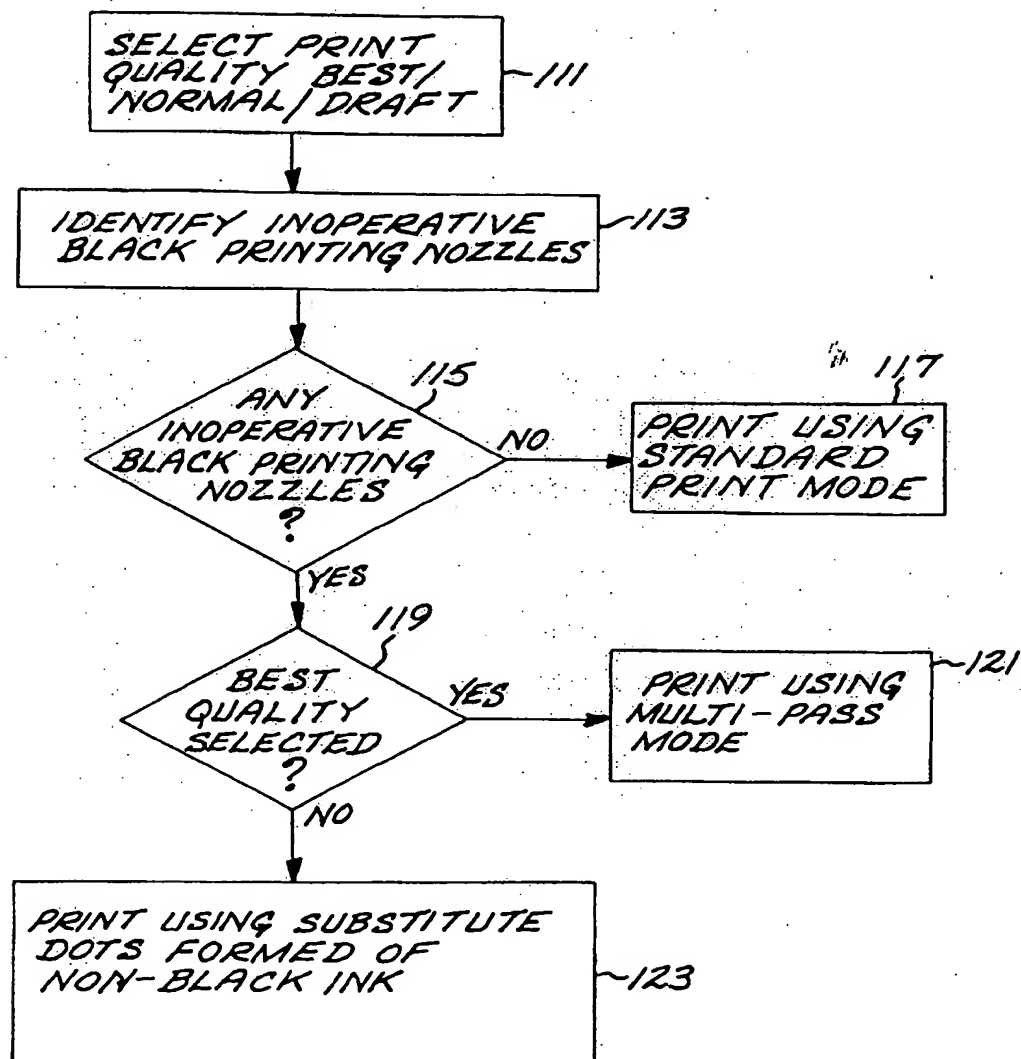 SELECT PRINT
QUALITY BEST/
NORMAL/DRAFT
111
IDENTIFY INOPERATIVE
BLACK PRINTING NOZZLES
113
115
ANY
INOPERATIVE
BLACK PRINTING
NOZZLES
?
NO
117
PRINT USING
STANDARD
PRINT MODE
YES
119
BEST
QUALITY
SELECTED
?
YES
121
PRINT USING
MULTI-PASS
MODE
NO
PRINT USING SUBSTITUTE
DOTS FORMED OF
NON-BLACK INK
123